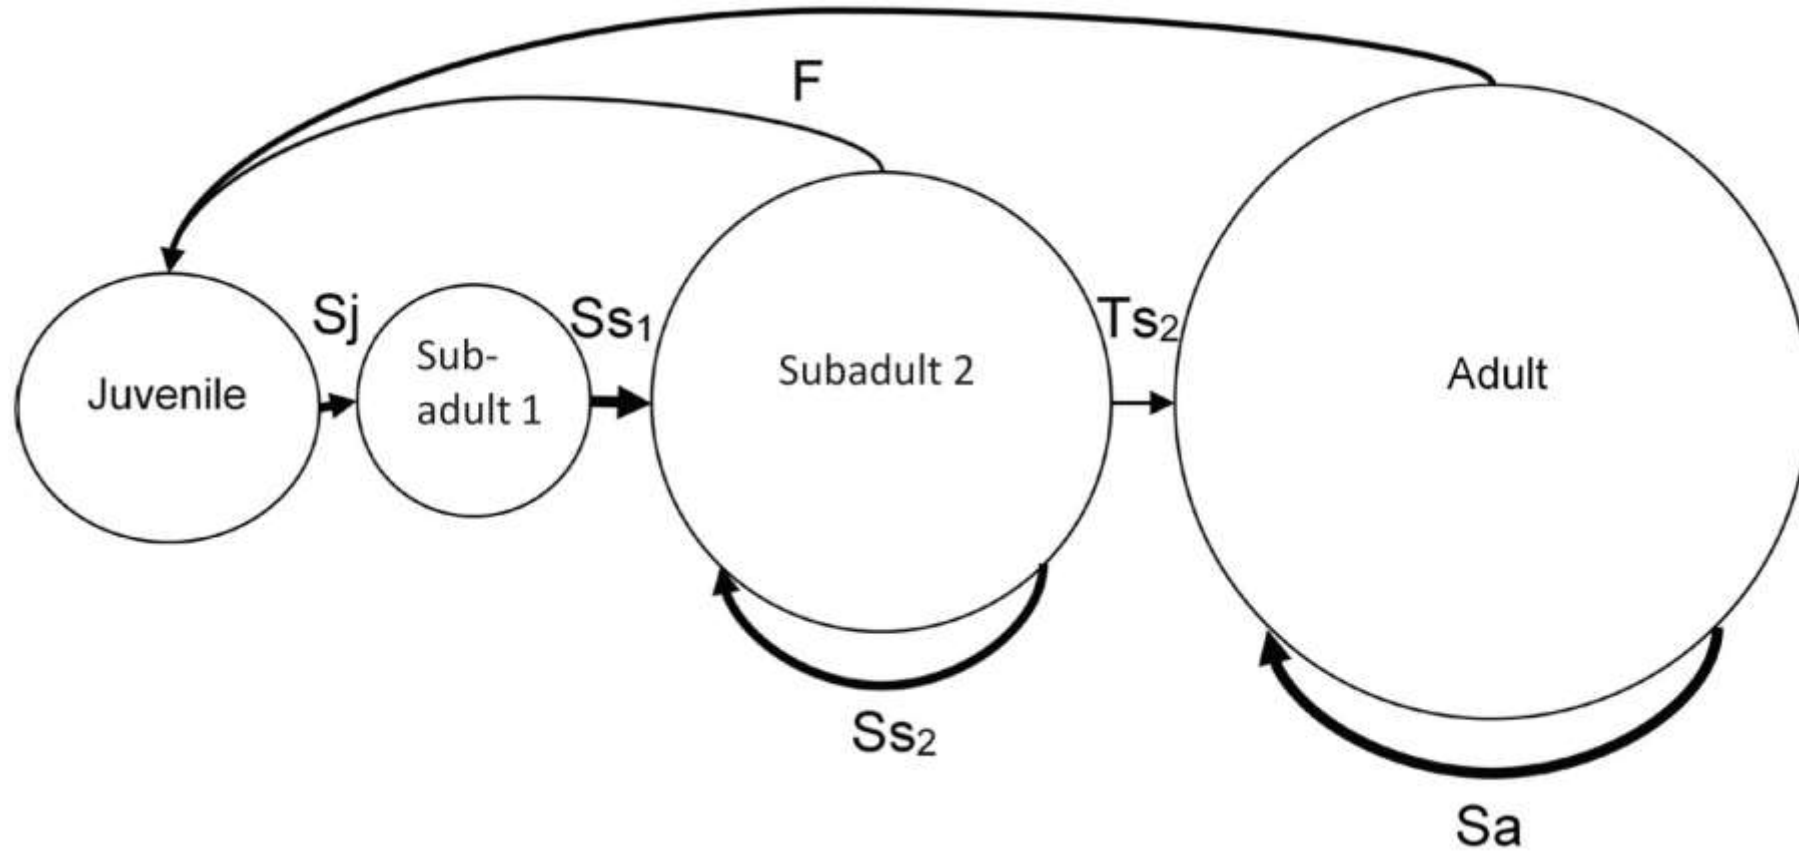 F
Sj
Ss₁
Ts₂
Juvenile
Sub-
adult 1
Subadult 2
Adult
Ss₂
Sa